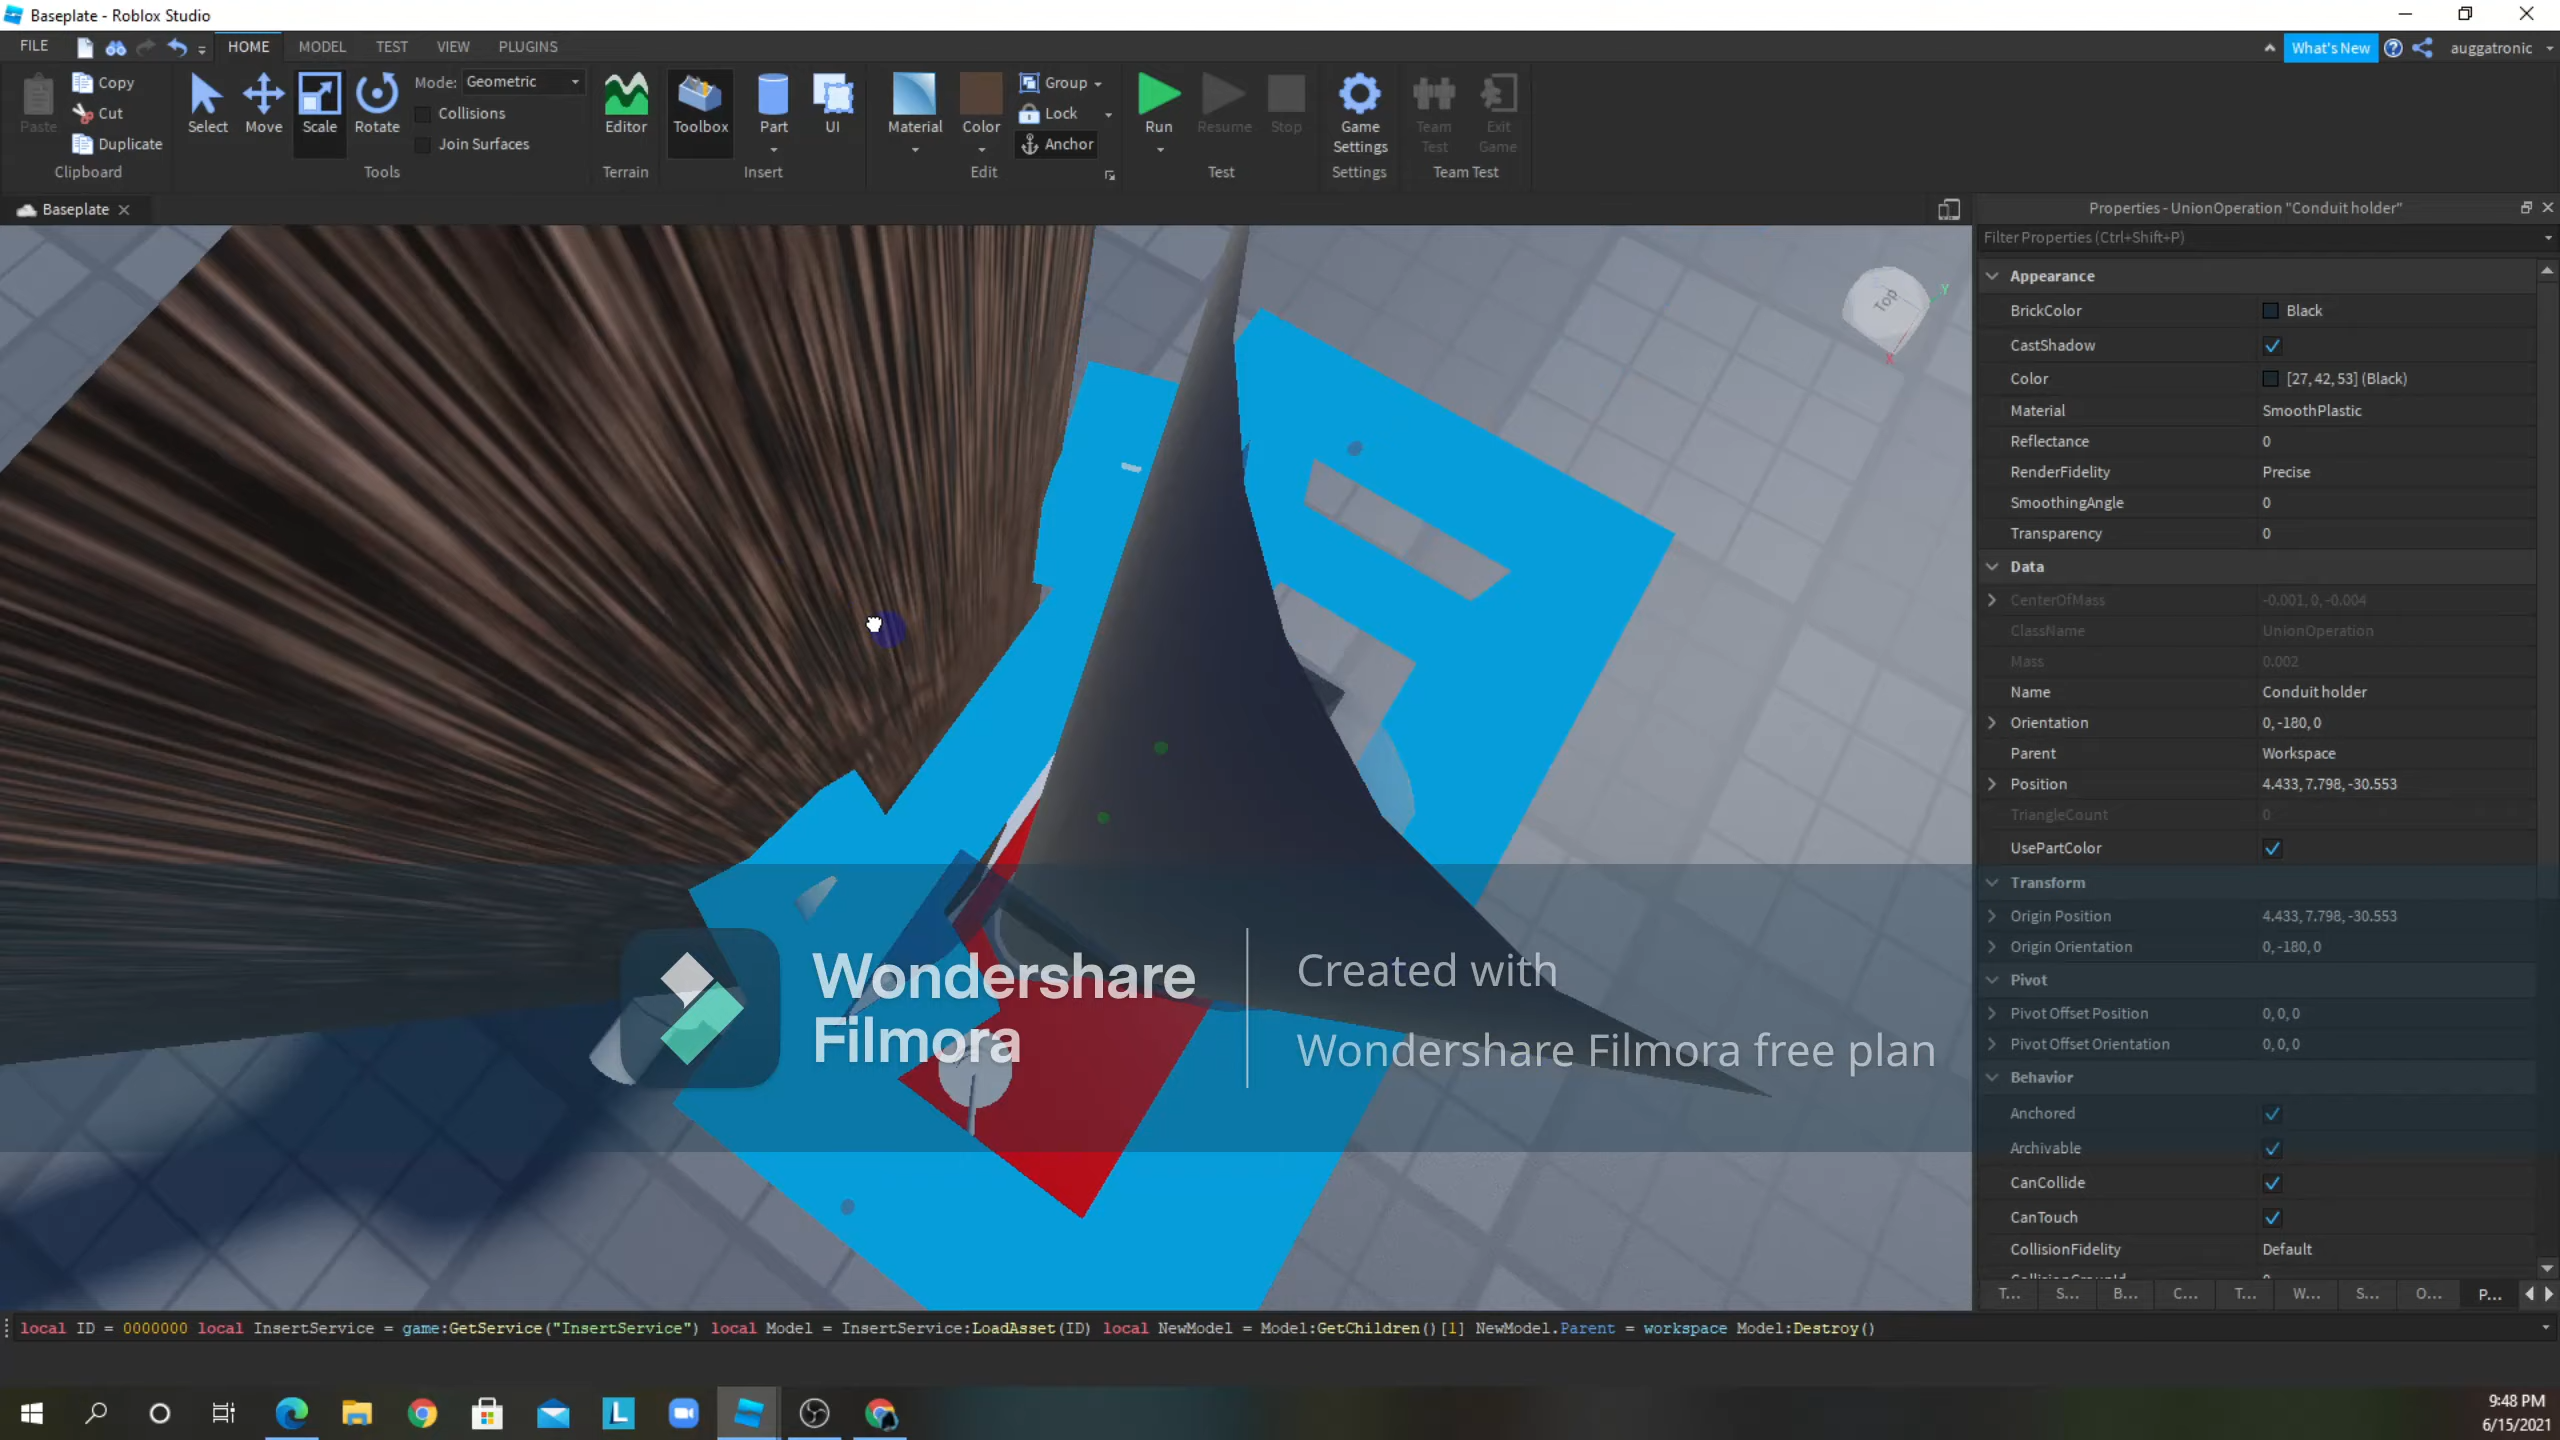 Baseplate - Roblox Studio
FILE
HOME
MODEL
TEST
VIEW
PLUGINS
What's New
auggatronic
Paste
Copy
Cut
Duplicate
Clipboard
Select
Move
Scale
Rotate
Mode: Geometric
Collisions
Join Surfaces
Tools
Editor
Terrain
Toolbox
Part
UI
Insert
Material
Color
Group
Lock
Anchor
Edit
Run
Resume
Stop
Test
Game
Settings
Settings
Team
Test
Exit
Game
Team Test
Baseplate
Top
Y
X
Properties - UnionOperation "Conduit holder"
Filter Properties (Ctrl+Shift+P)
Appearance
BrickColor Black
CastShadow
Color [27, 42, 53] (Black)
Material SmoothPlastic
Reflectance 0
RenderFidelity Precise
SmoothingAngle 0
Transparency 0
Data
CenterOfMass -0.001, 0, -0.004
ClassName UnionOperation
Mass 0.002
Name Conduit holder
Orientation 0, -180, 0
Parent Workspace
Position 4.433, 7.798, -30.553
TriangleCount 0
UsePartColor
Transform
Origin Position 4.433, 7.798, -30.553
Origin Orientation 0, -180, 0
Pivot
Pivot Offset Position 0, 0, 0
Pivot Offset Orientation 0, 0, 0
Behavior
Anchored
Archivable
CanCollide
CanTouch
CollisionFidelity Default
T... S... B... C... T... W... S... O... P...
Wondershare
Filmora
Created with
Wondershare Filmora free plan
local ID = 0000000 local InsertService = game:GetService("InsertService") local Model = InsertService:LoadAsset(ID) local NewModel = Model:GetChildren()[1] NewModel.Parent = workspace Model:Destroy()
L
9:48 PM
6/15/2021